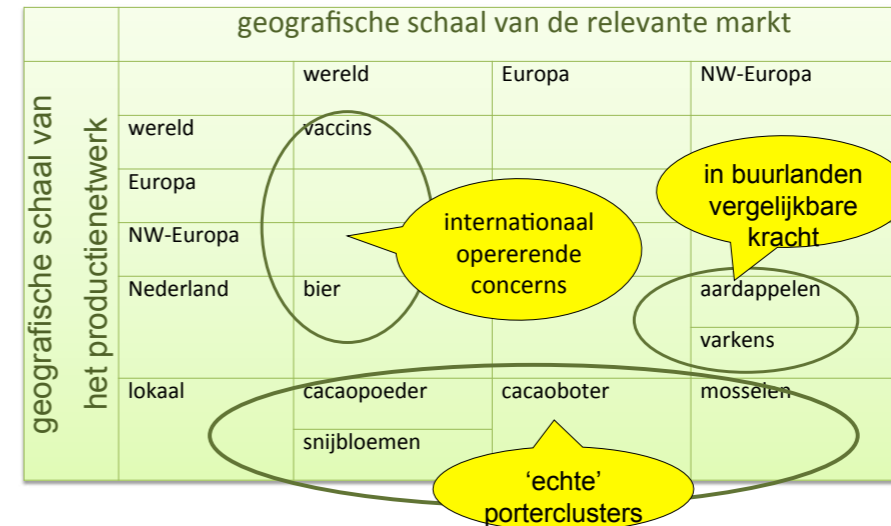 geografische schaal van de relevante markt
geografische schaal van
het productienetwerk
wereld
Europa
NW-Europa
wereld
vaccins
Europa
NW-Europa
Nederland
bier
aardappelen
varkens
lokaal
cacaopoeder
cacaoboter
mosselen
snijbloemen
internationaal
opererende
concerns
in buurlanden
vergelijkbare
kracht
‘echte’
porterclusters